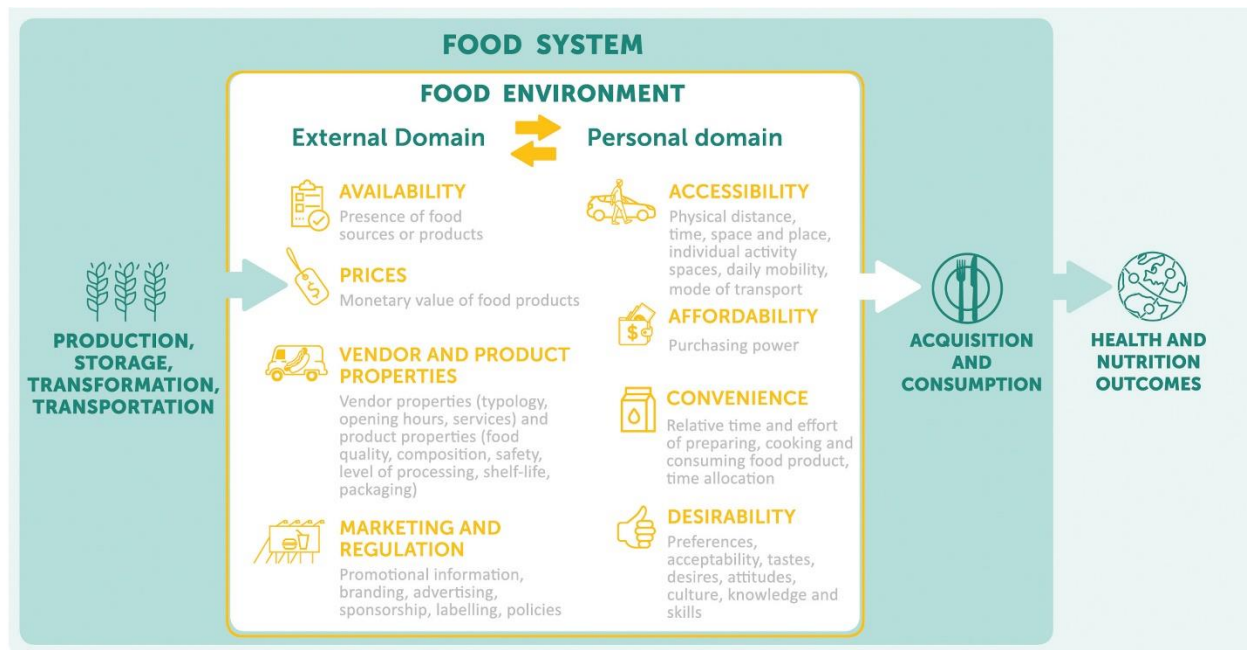 FOOD SYSTEM
FOOD ENVIRONMENT
External Domain
Personal domain
AVAILABILITY
Presence of food
sources or products
PRICES
Monetary value of food products
VENDOR AND PRODUCT
PROPERTIES
Vendor properties (typology,
opening hours, services) and
product properties (food
quality, composition, safety,
level of processing, shelf-life,
packaging)
MARKETING AND
REGULATION
Promotional information,
branding, advertising,
sponsorship, labelling, policies
ACCESSIBILITY
Physical distance,
time, space and place,
individual activity
spaces, daily mobility,
mode of transport
AFFORDABILITY
Purchasing power
CONVENIENCE
Relative time and effort
of preparing, cooking and
consuming food product,
time allocation
DESIRABILITY
Preferences,
acceptability, tastes,
desires, attitudes,
culture, knowledge and
skills
PRODUCTION,
STORAGE,
TRANSFORMATION,
TRANSPORTATION
ACQUISITION
AND
CONSUMPTION
HEALTH AND
NUTRITION
OUTCOMES